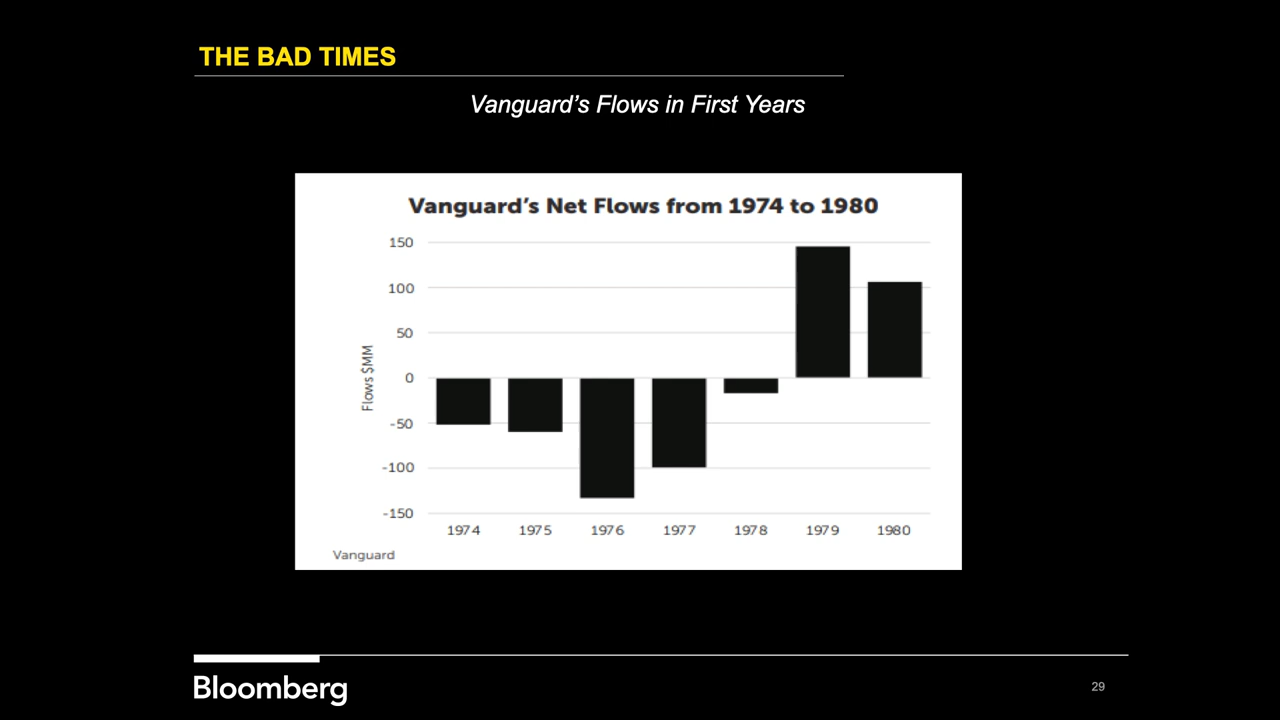 THE BAD TIMES
Vanguard’s Flows in First Years
Vanguard’s Net Flows from 1974 to 1980
150
100
50
0
-50
-100
-150
Flows $MM
1974 1975 1976 1977 1978 1979 1980
Vanguard
Bloomberg
29